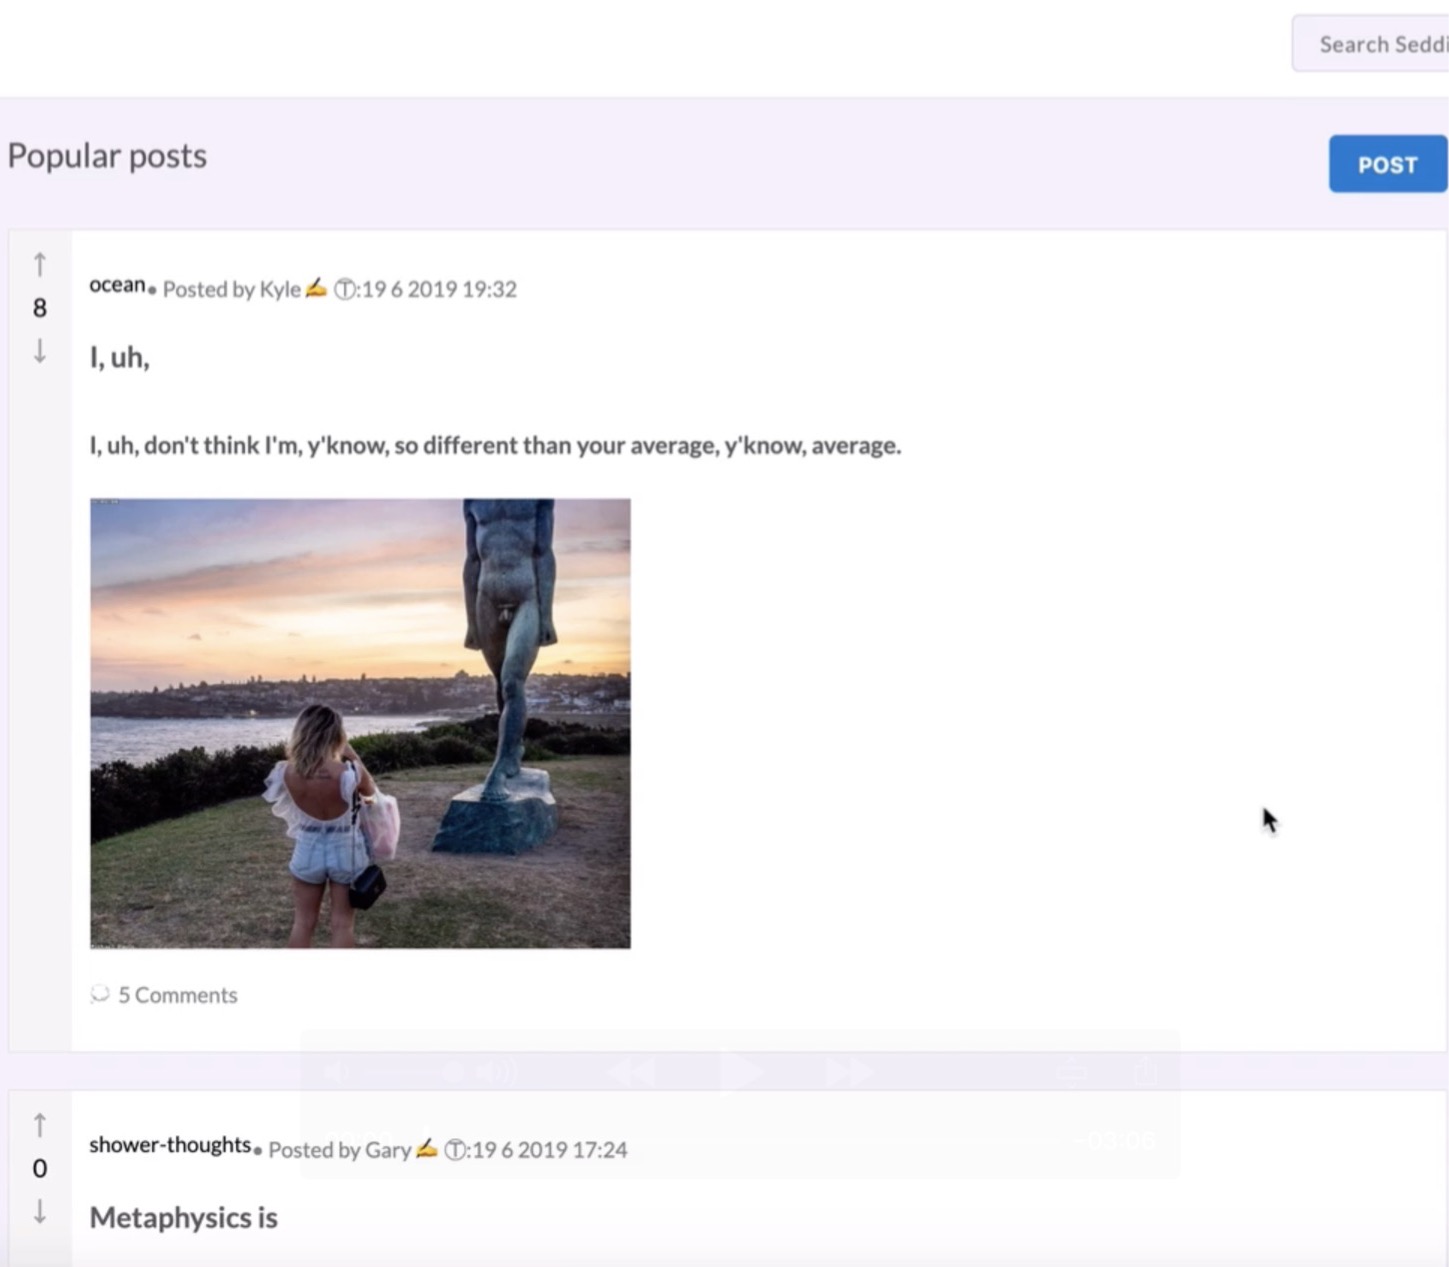 Search Seddi
Popular posts
POST
8
ocean • Posted by Kyle ✍ Ⓣ:19 6 2019 19:32
I, uh,
I, uh, don't think I'm, y'know, so different than your average, y'know, average.
5 Comments
0
shower-thoughts • Posted by Gary ✍ Ⓣ:19 6 2019 17:24
Metaphysics is